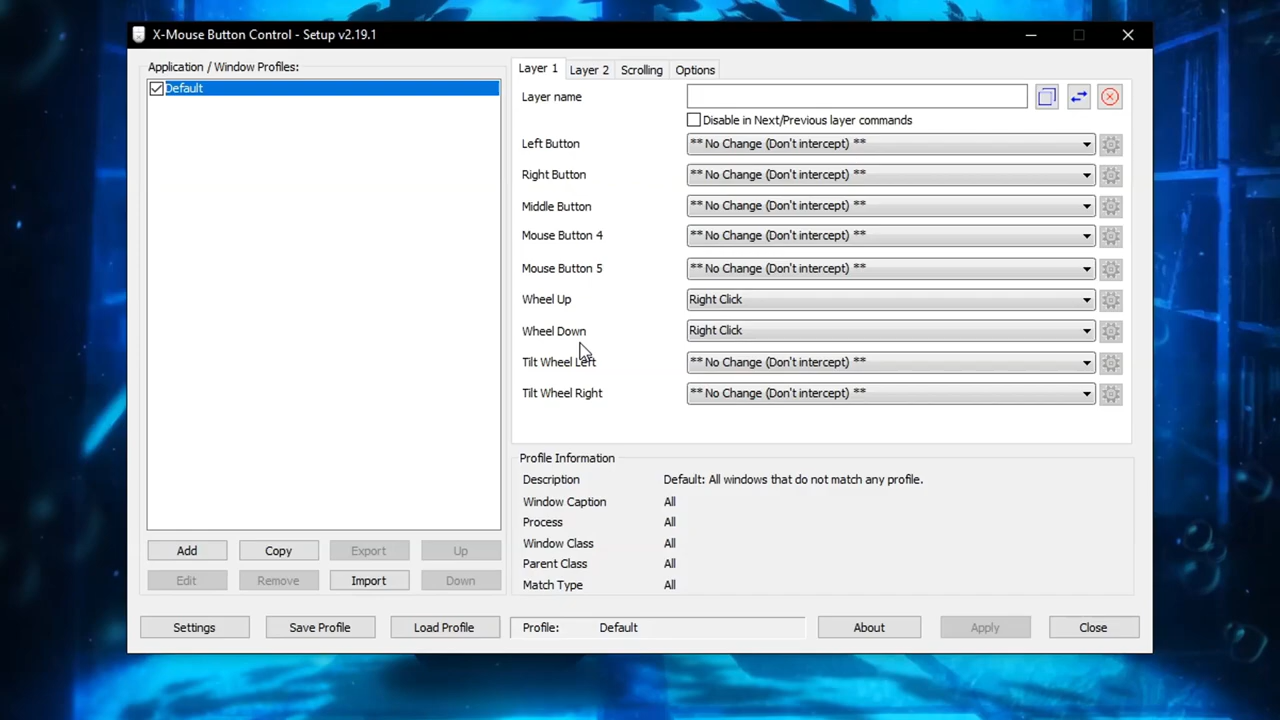 X-Mouse Button Control - Setup v2.19.1
Application / Window Profiles:
Default
Layer 1 Layer 2 Scrolling Options
Layer name
Disable in Next/Previous layer commands
Left Button ** No Change (Don't intercept) **
Right Button ** No Change (Don't intercept) **
Middle Button ** No Change (Don't intercept) **
Mouse Button 4 ** No Change (Don't intercept) **
Mouse Button 5 ** No Change (Don't intercept) **
Wheel Up Right Click
Wheel Down Right Click
Tilt Wheel Left ** No Change (Don't intercept) **
Tilt Wheel Right ** No Change (Don't intercept) **
Profile Information
Description Default: All windows that do not match any profile.
Window Caption All
Process All
Window Class All
Parent Class All
Match Type All
Add Copy Export Up
Edit Remove Import Down
Settings Save Profile Load Profile Profile: Default About Apply Close